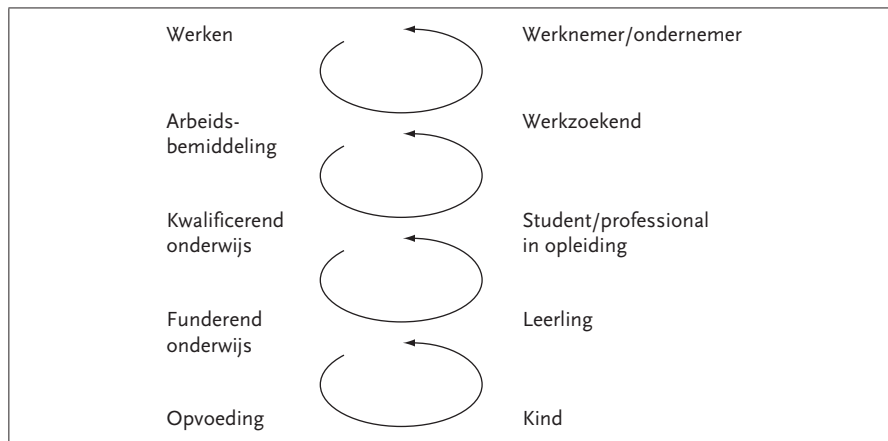 Werken Werknemer/ondernemer
Arbeids-
bemiddeling
Werkzoekend
Kwalificerend
onderwijs
Student/professional
in opleiding
Funderend
onderwijs
Leerling
Opvoeding Kind